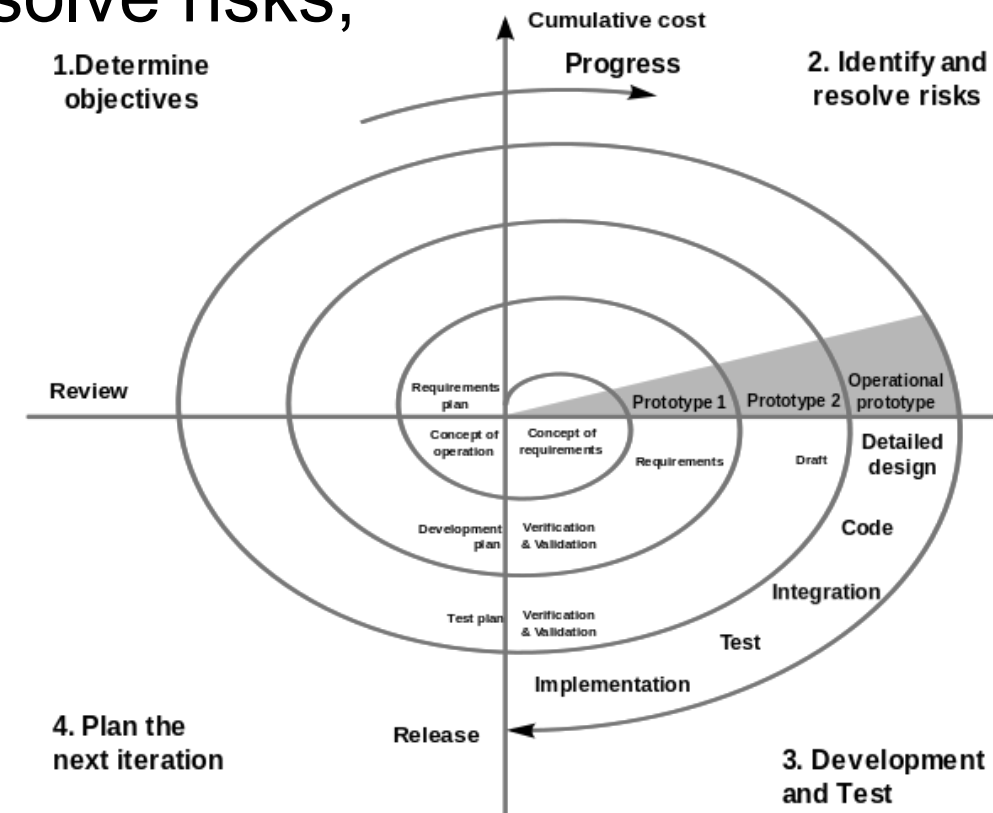 solve risks,
Cumulative cost
Progress
1.Determine
objectives
2. Identify and
resolve risks
Review
Requirements
plan
Prototype 1
Prototype 2
Operational
prototype
Concept of
operation
Concept of
requirements
Requirements
Draft
Detailed
design
Development
plan
Verification
& Validation
Code
Integration
Test plan
Verification
& Validation
Test
Implementation
Release
4. Plan the
next iteration
3. Development
and Test